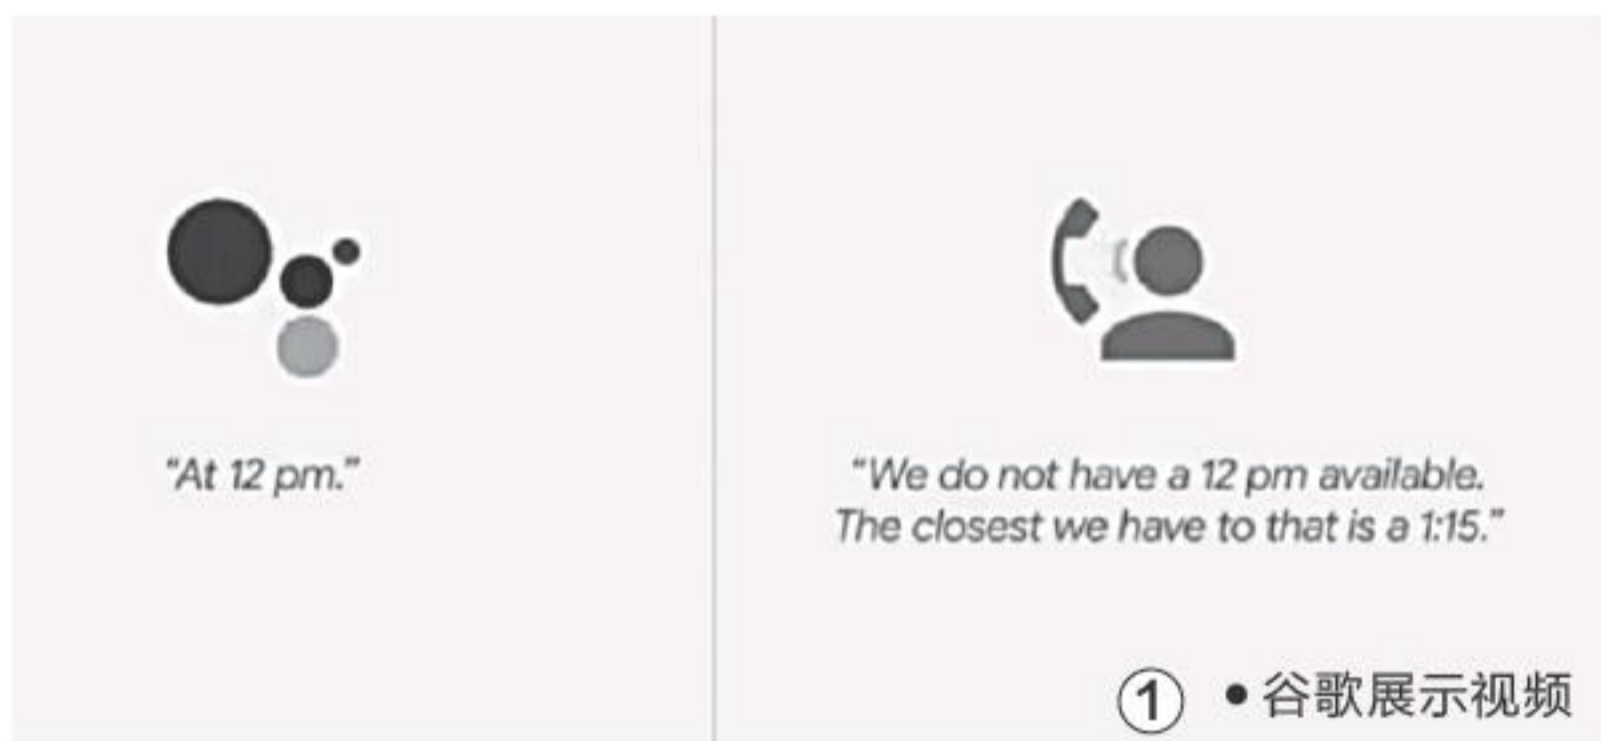 “At 12 pm.”
“We do not have a 12 pm available.
The closest we have to that is a 1:15.”
① • 谷歌展示视频